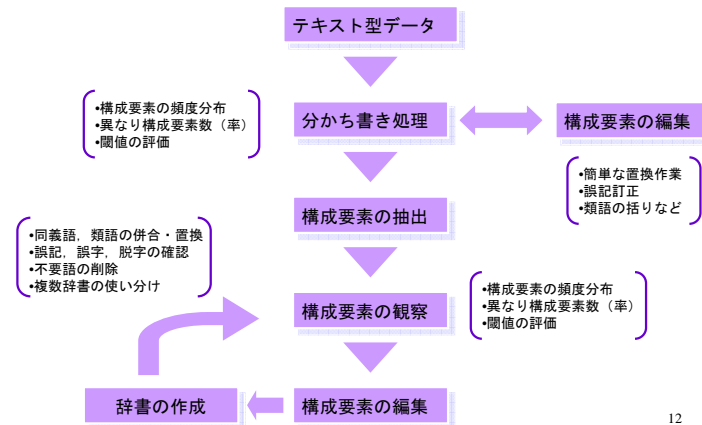 テキスト型データ
•構成要素の頻度分布
•異なり構成要素数（率）
•閾値の評価
分かち書き処理
構成要素の編集
•簡単な置換作業
•誤記訂正
•類語の括りなど
構成要素の抽出
•同義語，類語の併合・置換
•誤記，誤字，脱字の確認
•不要語の削除
•複数辞書の使い分け
構成要素の観察
•構成要素の頻度分布
•異なり構成要素数（率）
•閾値の評価
辞書の作成
構成要素の編集
12